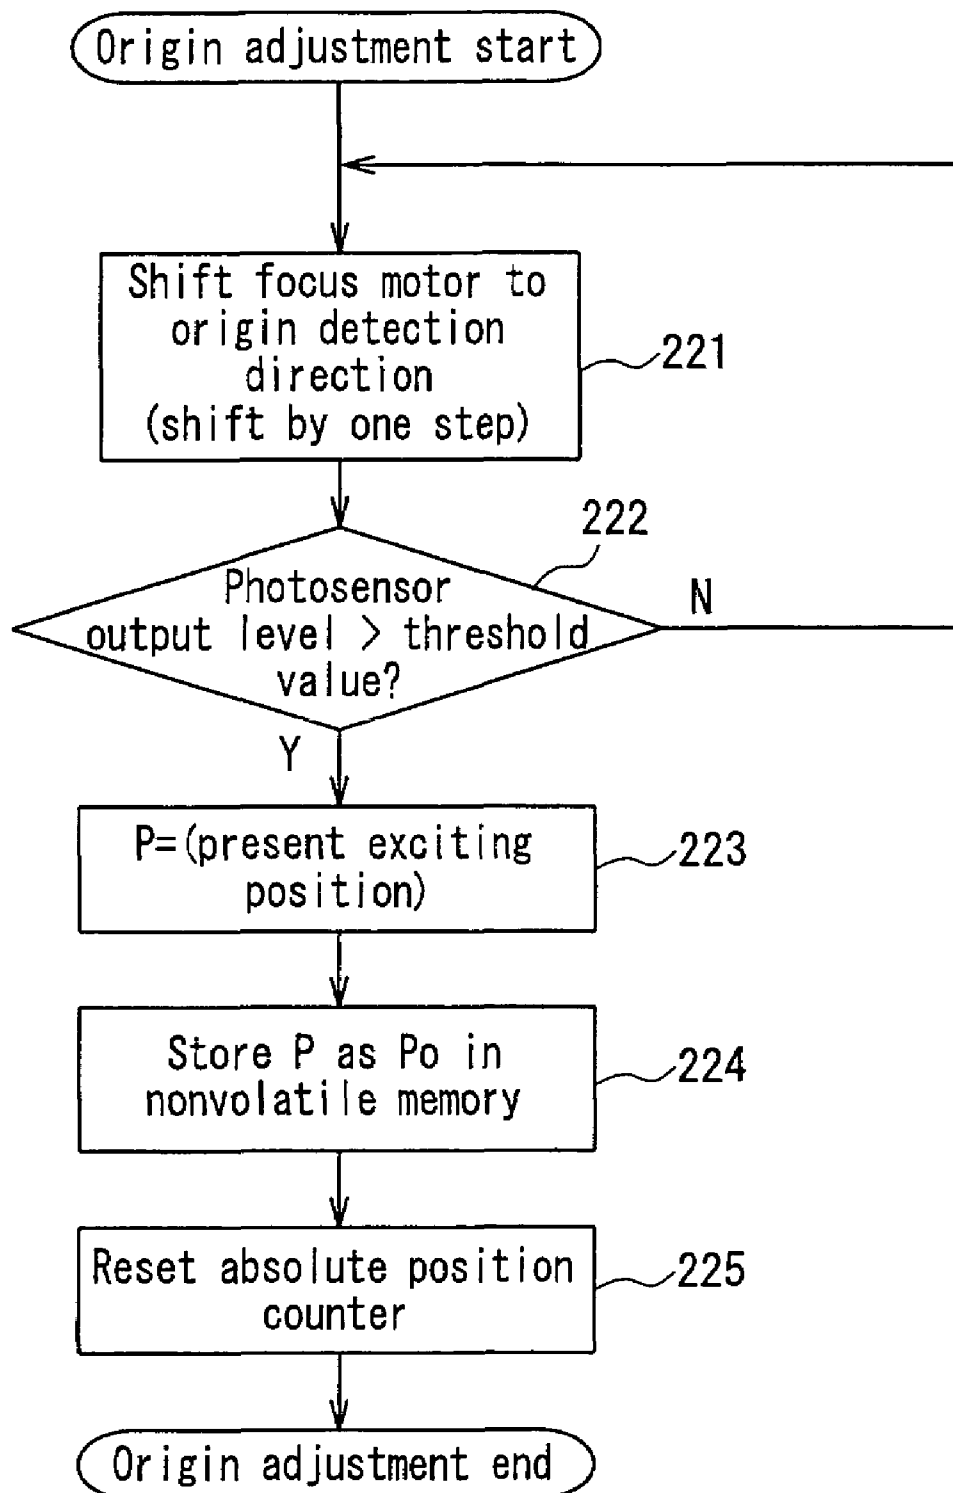 Origin adjustment start
Shift focus motor to
origin detection
direction
(shift by one step)
221
222
Photosensor
output level > threshold
value?
N
Y
P=(present exciting
position)
223
Store P as Po in
nonvolatile memory
224
Reset absolute position
counter
225
Origin adjustment end